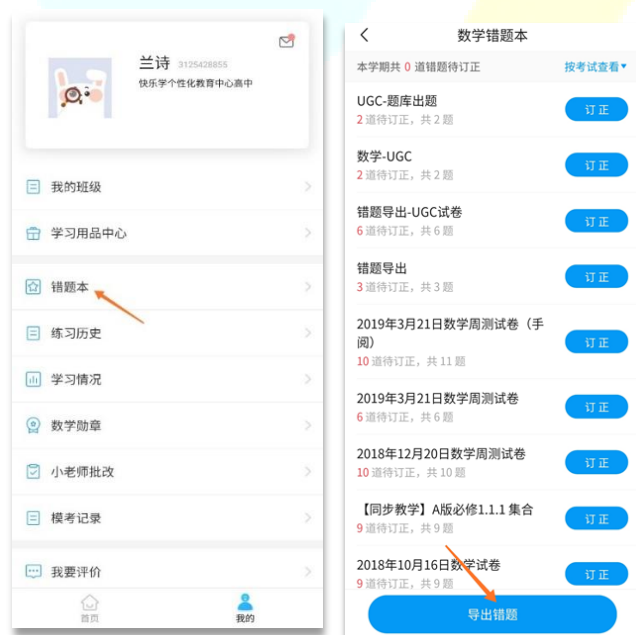 兰诗 3125428855
快乐学个性化教育中心高中
我的班级
学习用品中心
错题本
练习历史
学习情况
数学勋章
小老师批改
模考记录
我要评价
首页
我的
数学错题本
本学期共 0 道错题待订正 按考试查看
UGC-题库出题
2 道待订正，共 2 题
订正
数学-UGC
2 道待订正，共 2 题
订正
错题导出-UGC试卷
6 道待订正，共 6 题
订正
错题导出
3 道待订正，共 3 题
订正
2019年3月21日数学周测试卷（手
阅）
10 道待订正，共 11 题
订正
2019年3月21日数学周测试卷
6 道待订正，共 6 题
订正
2018年12月20日数学周测试卷
10 道待订正，共 10 题
订正
【同步教学】A版必修1.1.1 集合
9 道待订正，共 9 题
订正
2018年10月16日数学试卷
9 道待订正，共 9 题
订正
导出错题